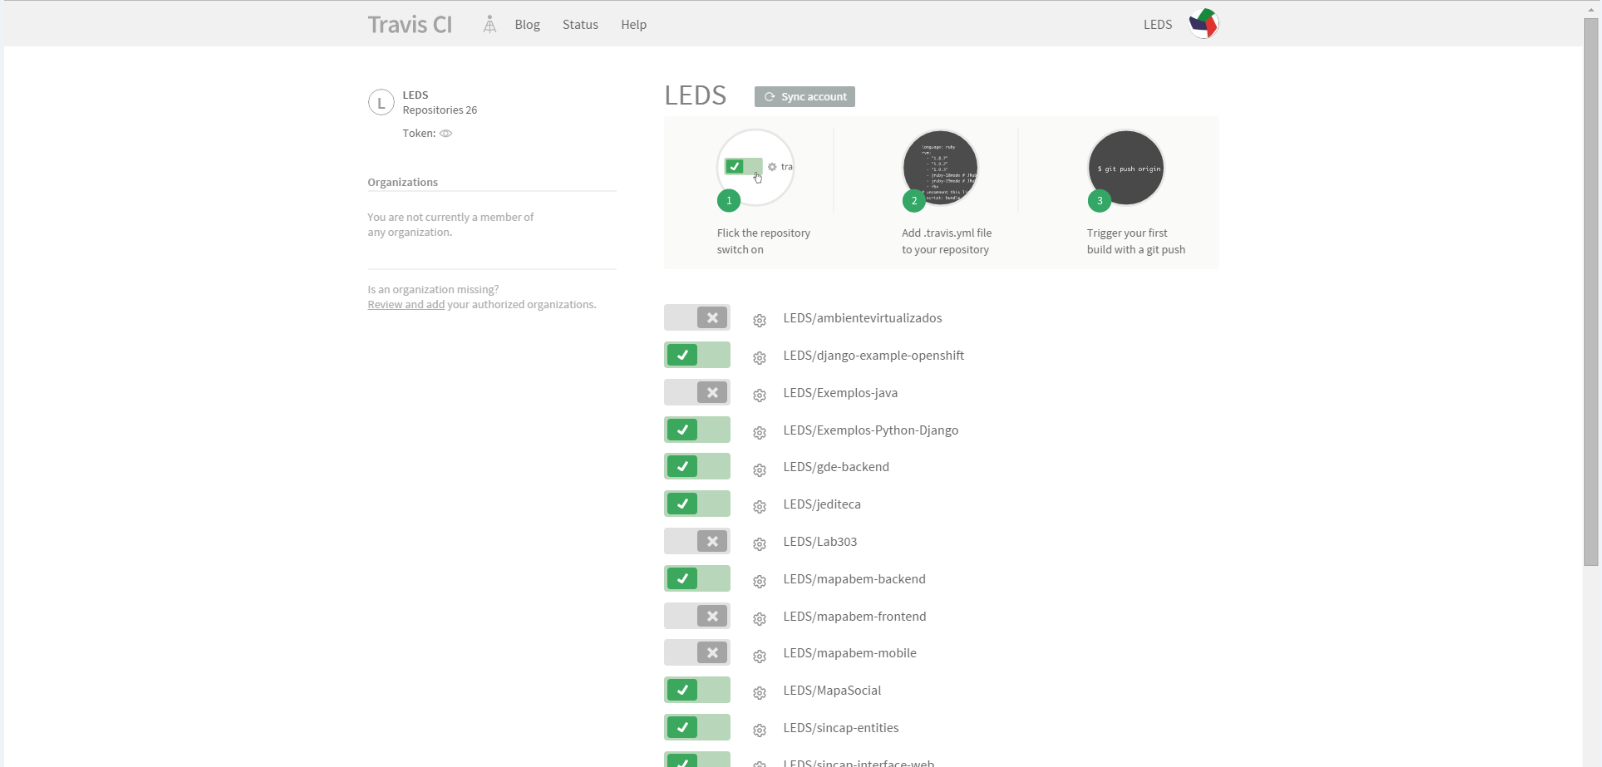 Travis CI
Blog
Status
Help
LEDS
L
LEDS
Repositories 26
Token:
Organizations
You are not currently a member of
any organization.
Is an organization missing?
Review and add your authorized organizations.
LEDS
Sync account
tra
1
Flick the repository
switch on
language: ruby
2
Add .travis.yml file
to your repository
$ git push origin
3
Trigger your first
build with a git push
LEDS/ambientevirtualizados
LEDS/django-example-openshift
LEDS/Exemplos-java
LEDS/Exemplos-Python-Django
LEDS/gde-backend
LEDS/jediteca
LEDS/Lab303
LEDS/mapabem-backend
LEDS/mapabem-frontend
LEDS/mapabem-mobile
LEDS/MapaSocial
LEDS/sincap-entities
LEDS/sincap-interface-web